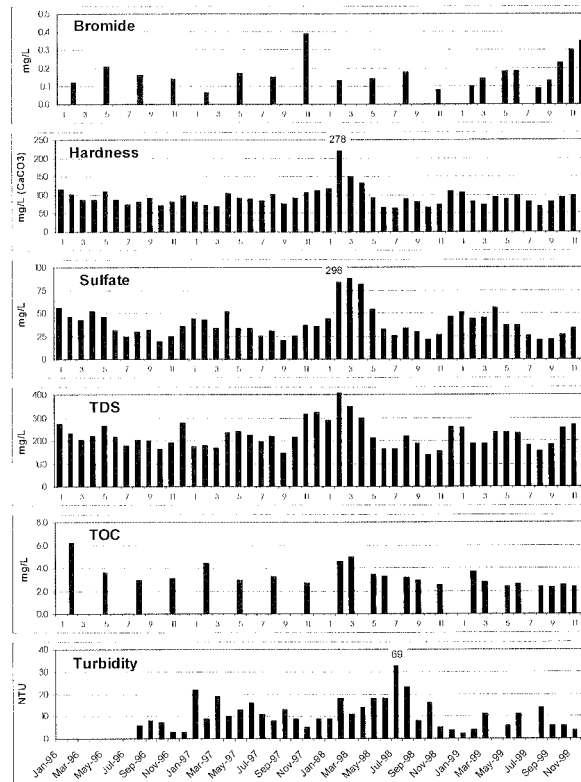 Bromide
mg/L
0.5
0.4
0.3
0.2
0.1
0.0
1 3 5 7 9 11 1 3 5 7 9 11 1 3 5 7 9 11 1 3 5 7 9 11
278
Hardness
mg/L (CaCO3)
250
200
150
100
50
0
1 3 5 7 9 11 1 3 5 7 9 11 1 3 5 7 9 11 1 3 5 7 9 11
298
Sulfate
mg/L
100
75
50
25
0
1 3 5 7 9 11 1 3 5 7 9 11 1 3 5 7 9 11 1 3 5 7 9 11
TDS
mg/L
400
300
200
100
0
1 3 5 7 9 11 1 3 5 7 9 11 1 3 5 7 9 11 1 3 5 7 9 11
TOC
mg/L
8.0
6.0
4.0
2.0
0.0
1 3 5 7 9 11 1 3 5 7 9 11 1 3 5 7 9 11 1 3 5 7 9 11
69
Turbidity
NTU
40
30
20
10
0
Jan-96 Mar-96 May-96 Jul-96 Sep-96 Nov-96 Jan-97 Mar-97 May-97 Jul-97 Sep-97 Nov-97 Jan-98 Mar-98 May-98 Jul-98 Sep-98 Nov-98 Jan-99 Mar-99 May-99 Jul-99 Sep-99 Nov-99